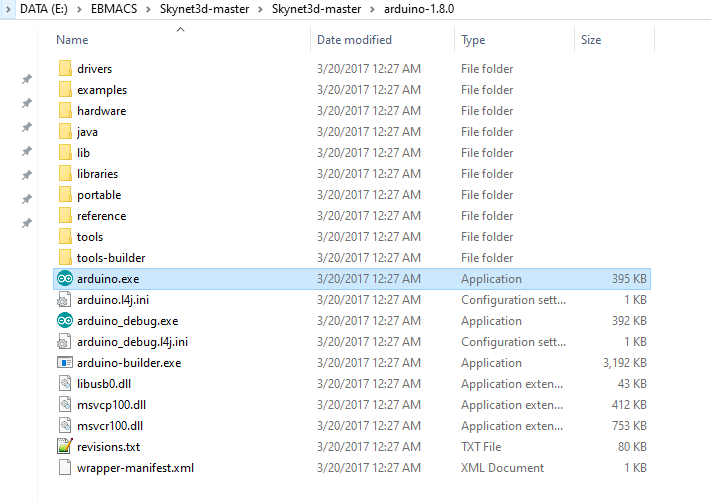 DATA (E:) > EBMACS > Skynet3d-master > Skynet3d-master > arduino-1.8.0
Name Date modified Type Size
drivers 3/20/2017 12:27 AM File folder
examples 3/20/2017 12:27 AM File folder
hardware 3/20/2017 12:27 AM File folder
java 3/20/2017 12:27 AM File folder
lib 3/20/2017 12:27 AM File folder
libraries 3/20/2017 12:27 AM File folder
portable 3/20/2017 12:27 AM File folder
reference 3/20/2017 12:27 AM File folder
tools 3/20/2017 12:27 AM File folder
tools-builder 3/20/2017 12:27 AM File folder
arduino.exe 3/20/2017 12:27 AM Application 395 KB
arduino.l4j.ini 3/20/2017 12:27 AM Configuration sett... 1 KB
arduino_debug.exe 3/20/2017 12:27 AM Application 392 KB
arduino_debug.l4j.ini 3/20/2017 12:27 AM Configuration sett... 1 KB
arduino-builder.exe 3/20/2017 12:27 AM Application 3,192 KB
libusb0.dll 3/20/2017 12:27 AM Application exten... 43 KB
msvcp100.dll 3/20/2017 12:27 AM Application exten... 412 KB
msvcr100.dll 3/20/2017 12:27 AM Application exten... 753 KB
revisions.txt 3/20/2017 12:27 AM TXT File 80 KB
wrapper-manifest.xml 3/20/2017 12:27 AM XML Document 1 KB